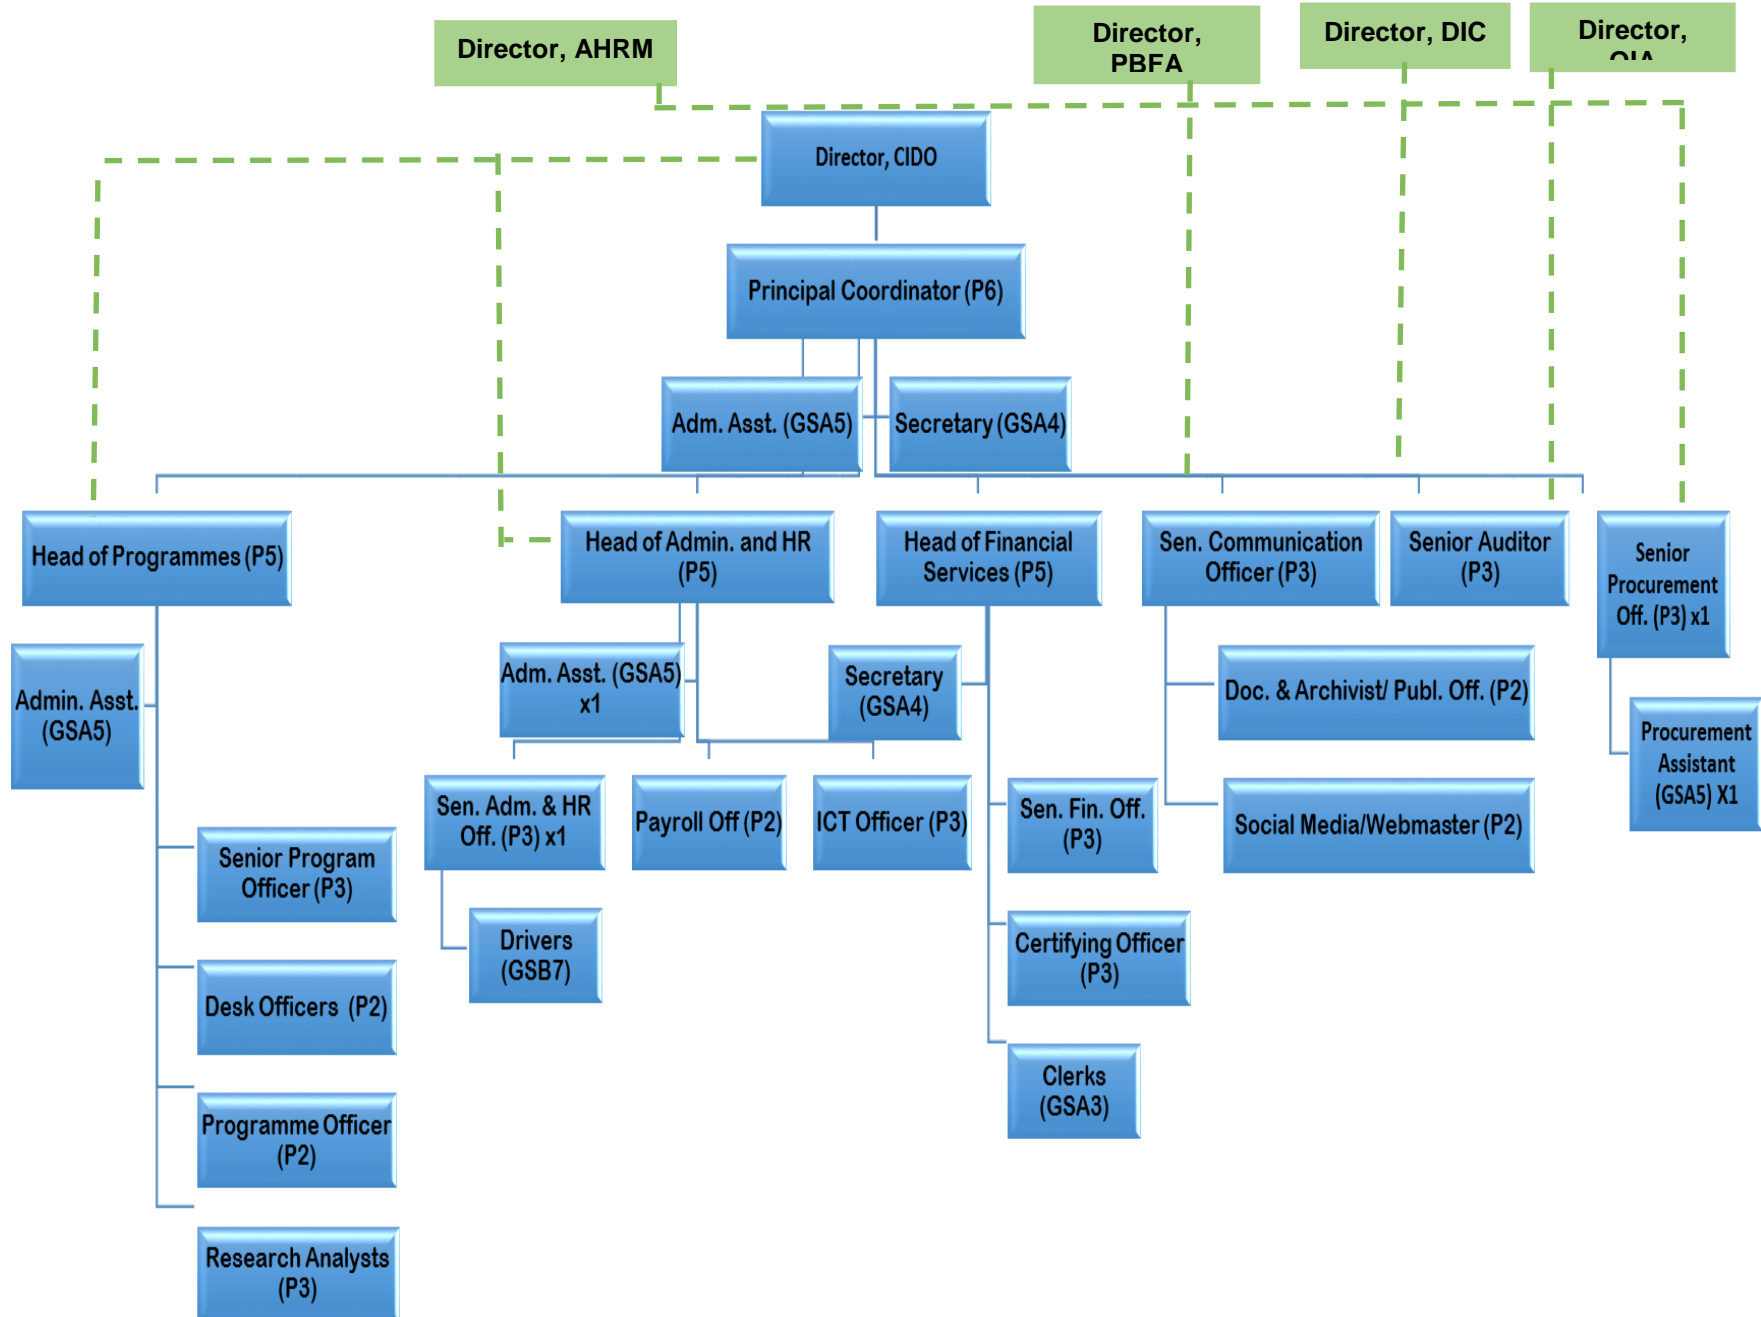 Director, AHRM
Director,
PBFA
Director, DIC
Director,
OIA
Director, CIDO
Principal Coordinator (P6)
Adm. Asst. (GSA5)
Secretary (GSA4)
Head of Programmes (P5)
Head of Admin. and HR
(P5)
Head of Financial
Services (P5)
Sen. Communication
Officer (P3)
Senior Auditor
(P3)
Senior
Procurement
Off. (P3) x1
Admin. Asst.
(GSA5)
Adm. Asst. (GSA5)
x1
Secretary
(GSA4)
Doc. & Archivist/ Publ. Off. (P2)
Procurement
Assistant
(GSA5) X1
Sen. Adm. & HR
Off. (P3) x1
Payroll Off (P2)
ICT Officer (P3)
Sen. Fin. Off.
(P3)
Social Media/Webmaster (P2)
Senior Program
Officer (P3)
Drivers
(GSB7)
Certifying Officer
(P3)
Desk Officers (P2)
Clerks
(GSA3)
Programme Officer
(P2)
Research Analysts
(P3)